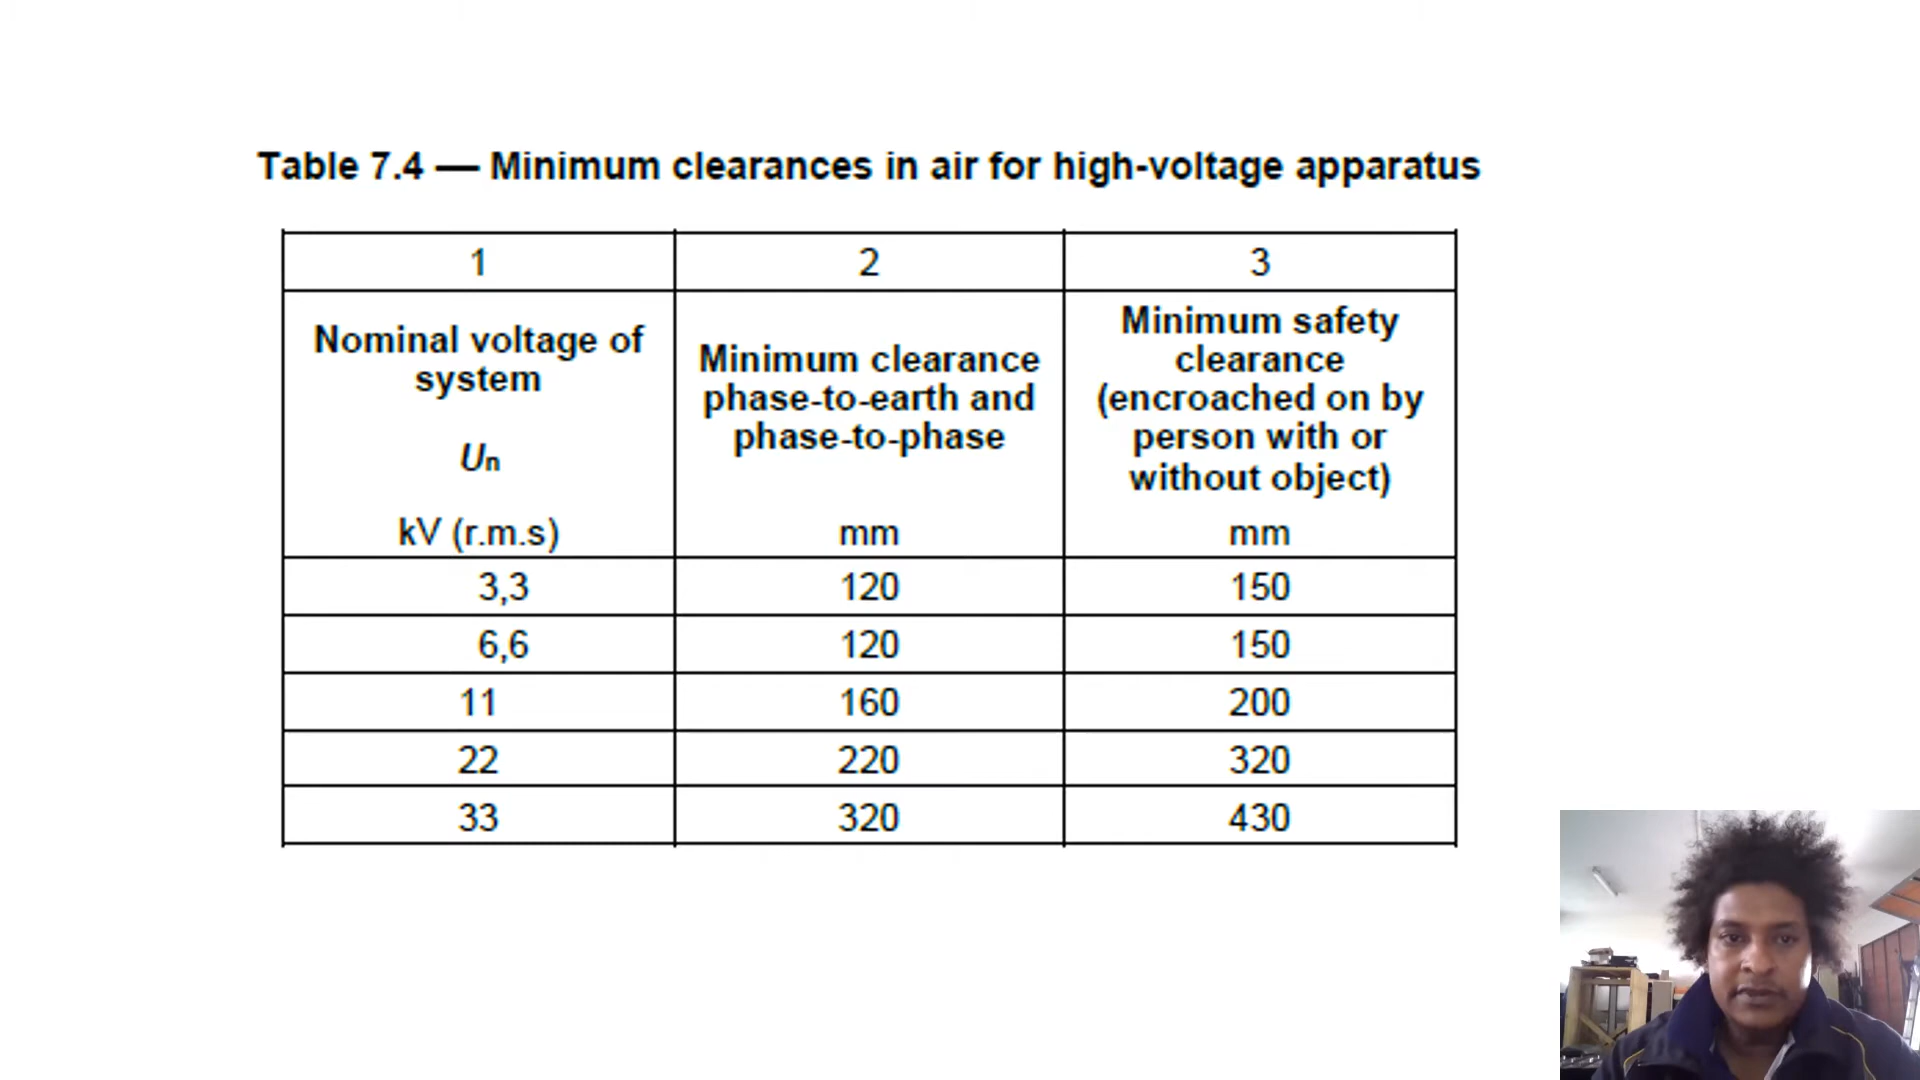 Table 7.4 — Minimum clearances in air for high-voltage apparatus
1 2 3
Nominal voltage of
system
Un
kV (r.m.s)
Minimum clearance
phase-to-earth and
phase-to-phase
mm
Minimum safety
clearance
(encroached on by
person with or
without object)
mm
3,3 120 150
6,6 120 150
11 160 200
22 220 320
33 320 430